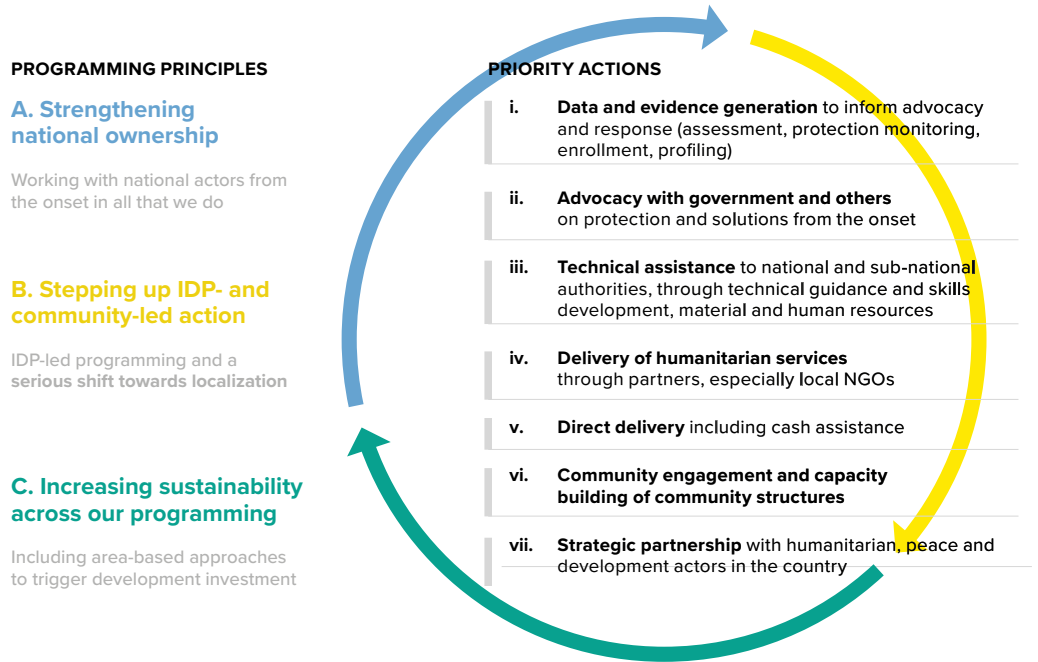 PROGRAMMING PRINCIPLES
A. Strengthening
national ownership
Working with national actors from
the onset in all that we do
B. Stepping up IDP- and
community-led action
IDP-led programming and a
serious shift towards localization
C. Increasing sustainability
across our programming
Including area-based approaches
to trigger development investment
PRIORITY ACTIONS
i. Data and evidence generation to inform advocacy
and response (assessment, protection monitoring,
enrollment, profiling)
ii. Advocacy with government and others
on protection and solutions from the onset
iii. Technical assistance to national and sub-national
authorities, through technical guidance and skills
development, material and human resources
iv. Delivery of humanitarian services
through partners, especially local NGOs
v. Direct delivery including cash assistance
vi. Community engagement and capacity
building of community structures
vii. Strategic partnership with humanitarian, peace and
development actors in the country